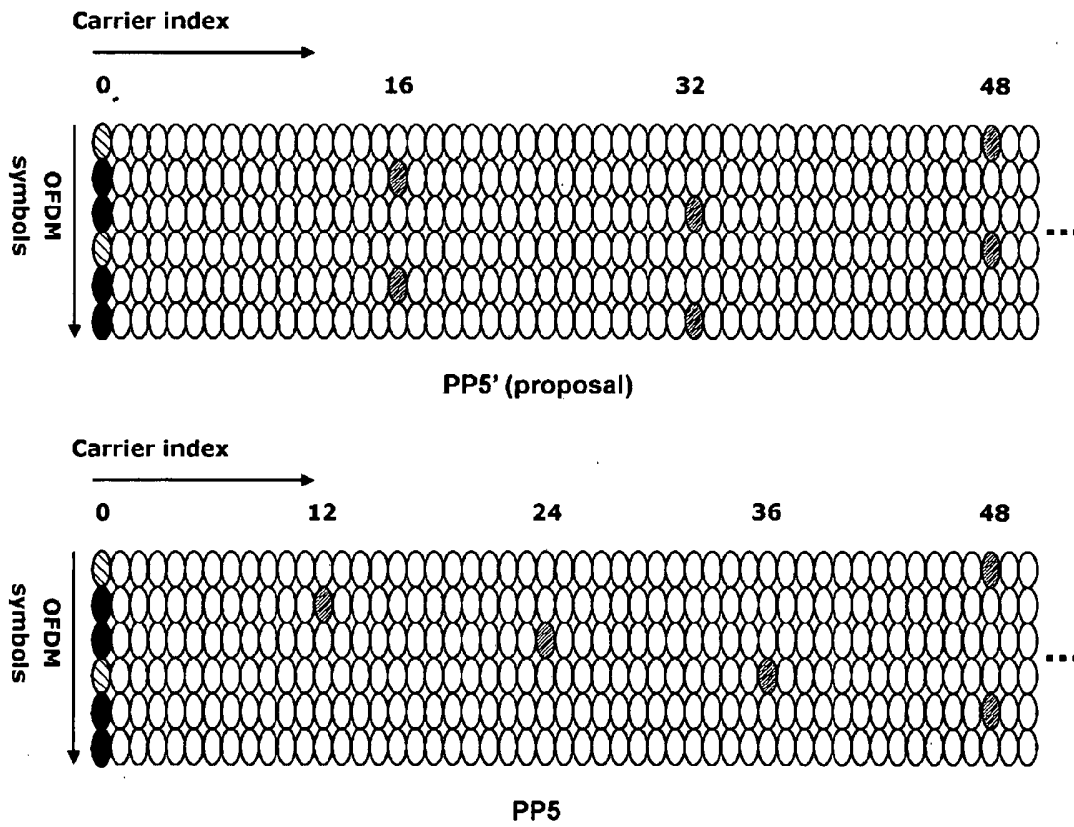 Carrier index
0 16 32 48
OFDM
symbols
PP5' (proposal)
Carrier index
0 12 24 36 48
OFDM
symbols
PP5